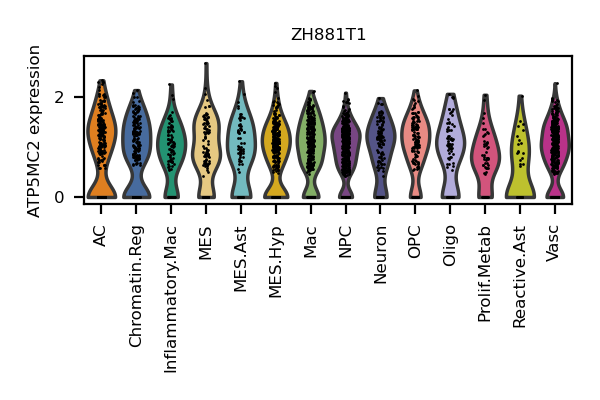 ZH881T1
ATP5MC2 expression
2
0
AC
Chromatin.Reg
Inflammatory.Mac
MES
MES.Ast
MES.Hyp
Mac
NPC
Neuron
OPC
Oligo
Prolif.Metab
Reactive.Ast
Vasc